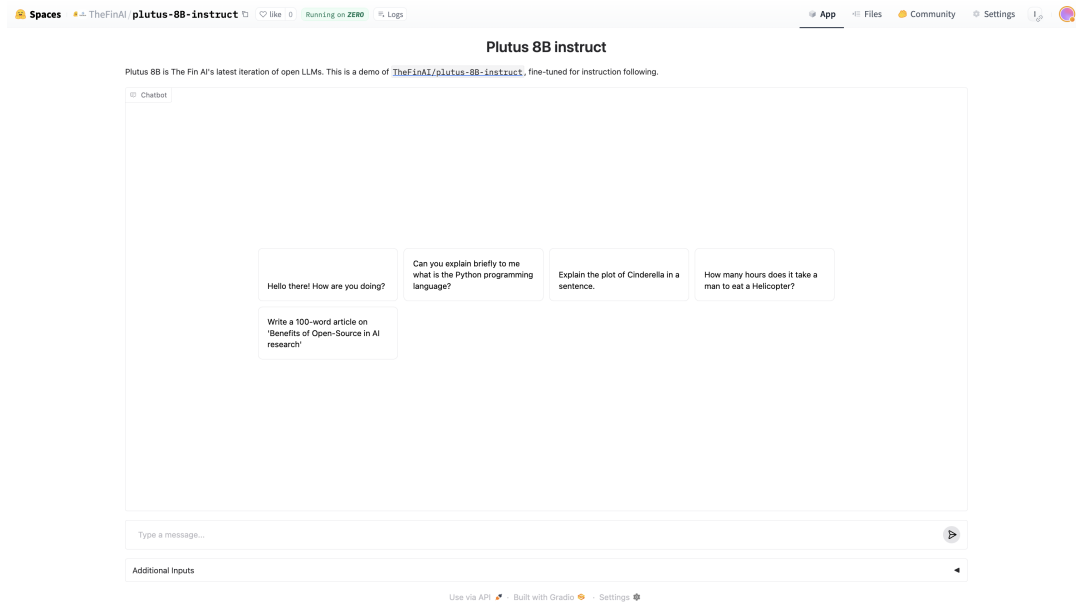 Spaces TheFinAI/plutus-8B-instruct like 0 Running on ZERO Logs App Files Community Settings
Plutus 8B instruct
Plutus 8B is The Fin AI's latest iteration of open LLMs. This is a demo of TheFinAI/plutus-8B-instruct, fine-tuned for instruction following.
Chatbot
Hello there! How are you doing?
Can you explain briefly to me
what is the Python programming
language?
Explain the plot of Cinderella in a
sentence.
How many hours does it take a
man to eat a Helicopter?
Write a 100-word article on
'Benefits of Open-Source in AI
research'
Type a message...
Additional Inputs
Use via API · Built with Gradio · Settings